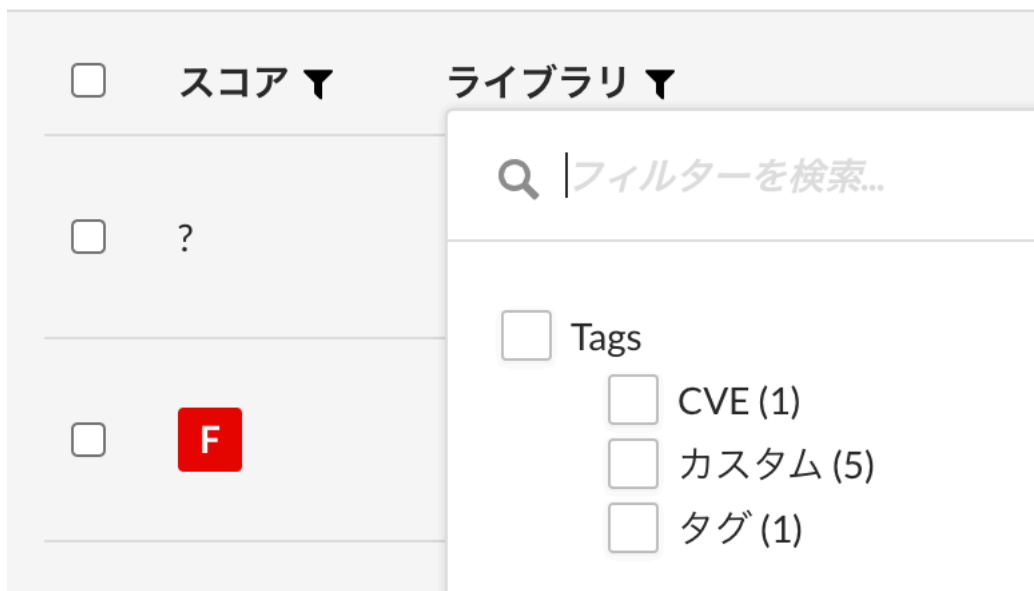 スコア ライブラリ
フィルターを検索...
?
Tags
CVE (1)
F
カスタム (5)
タグ (1)